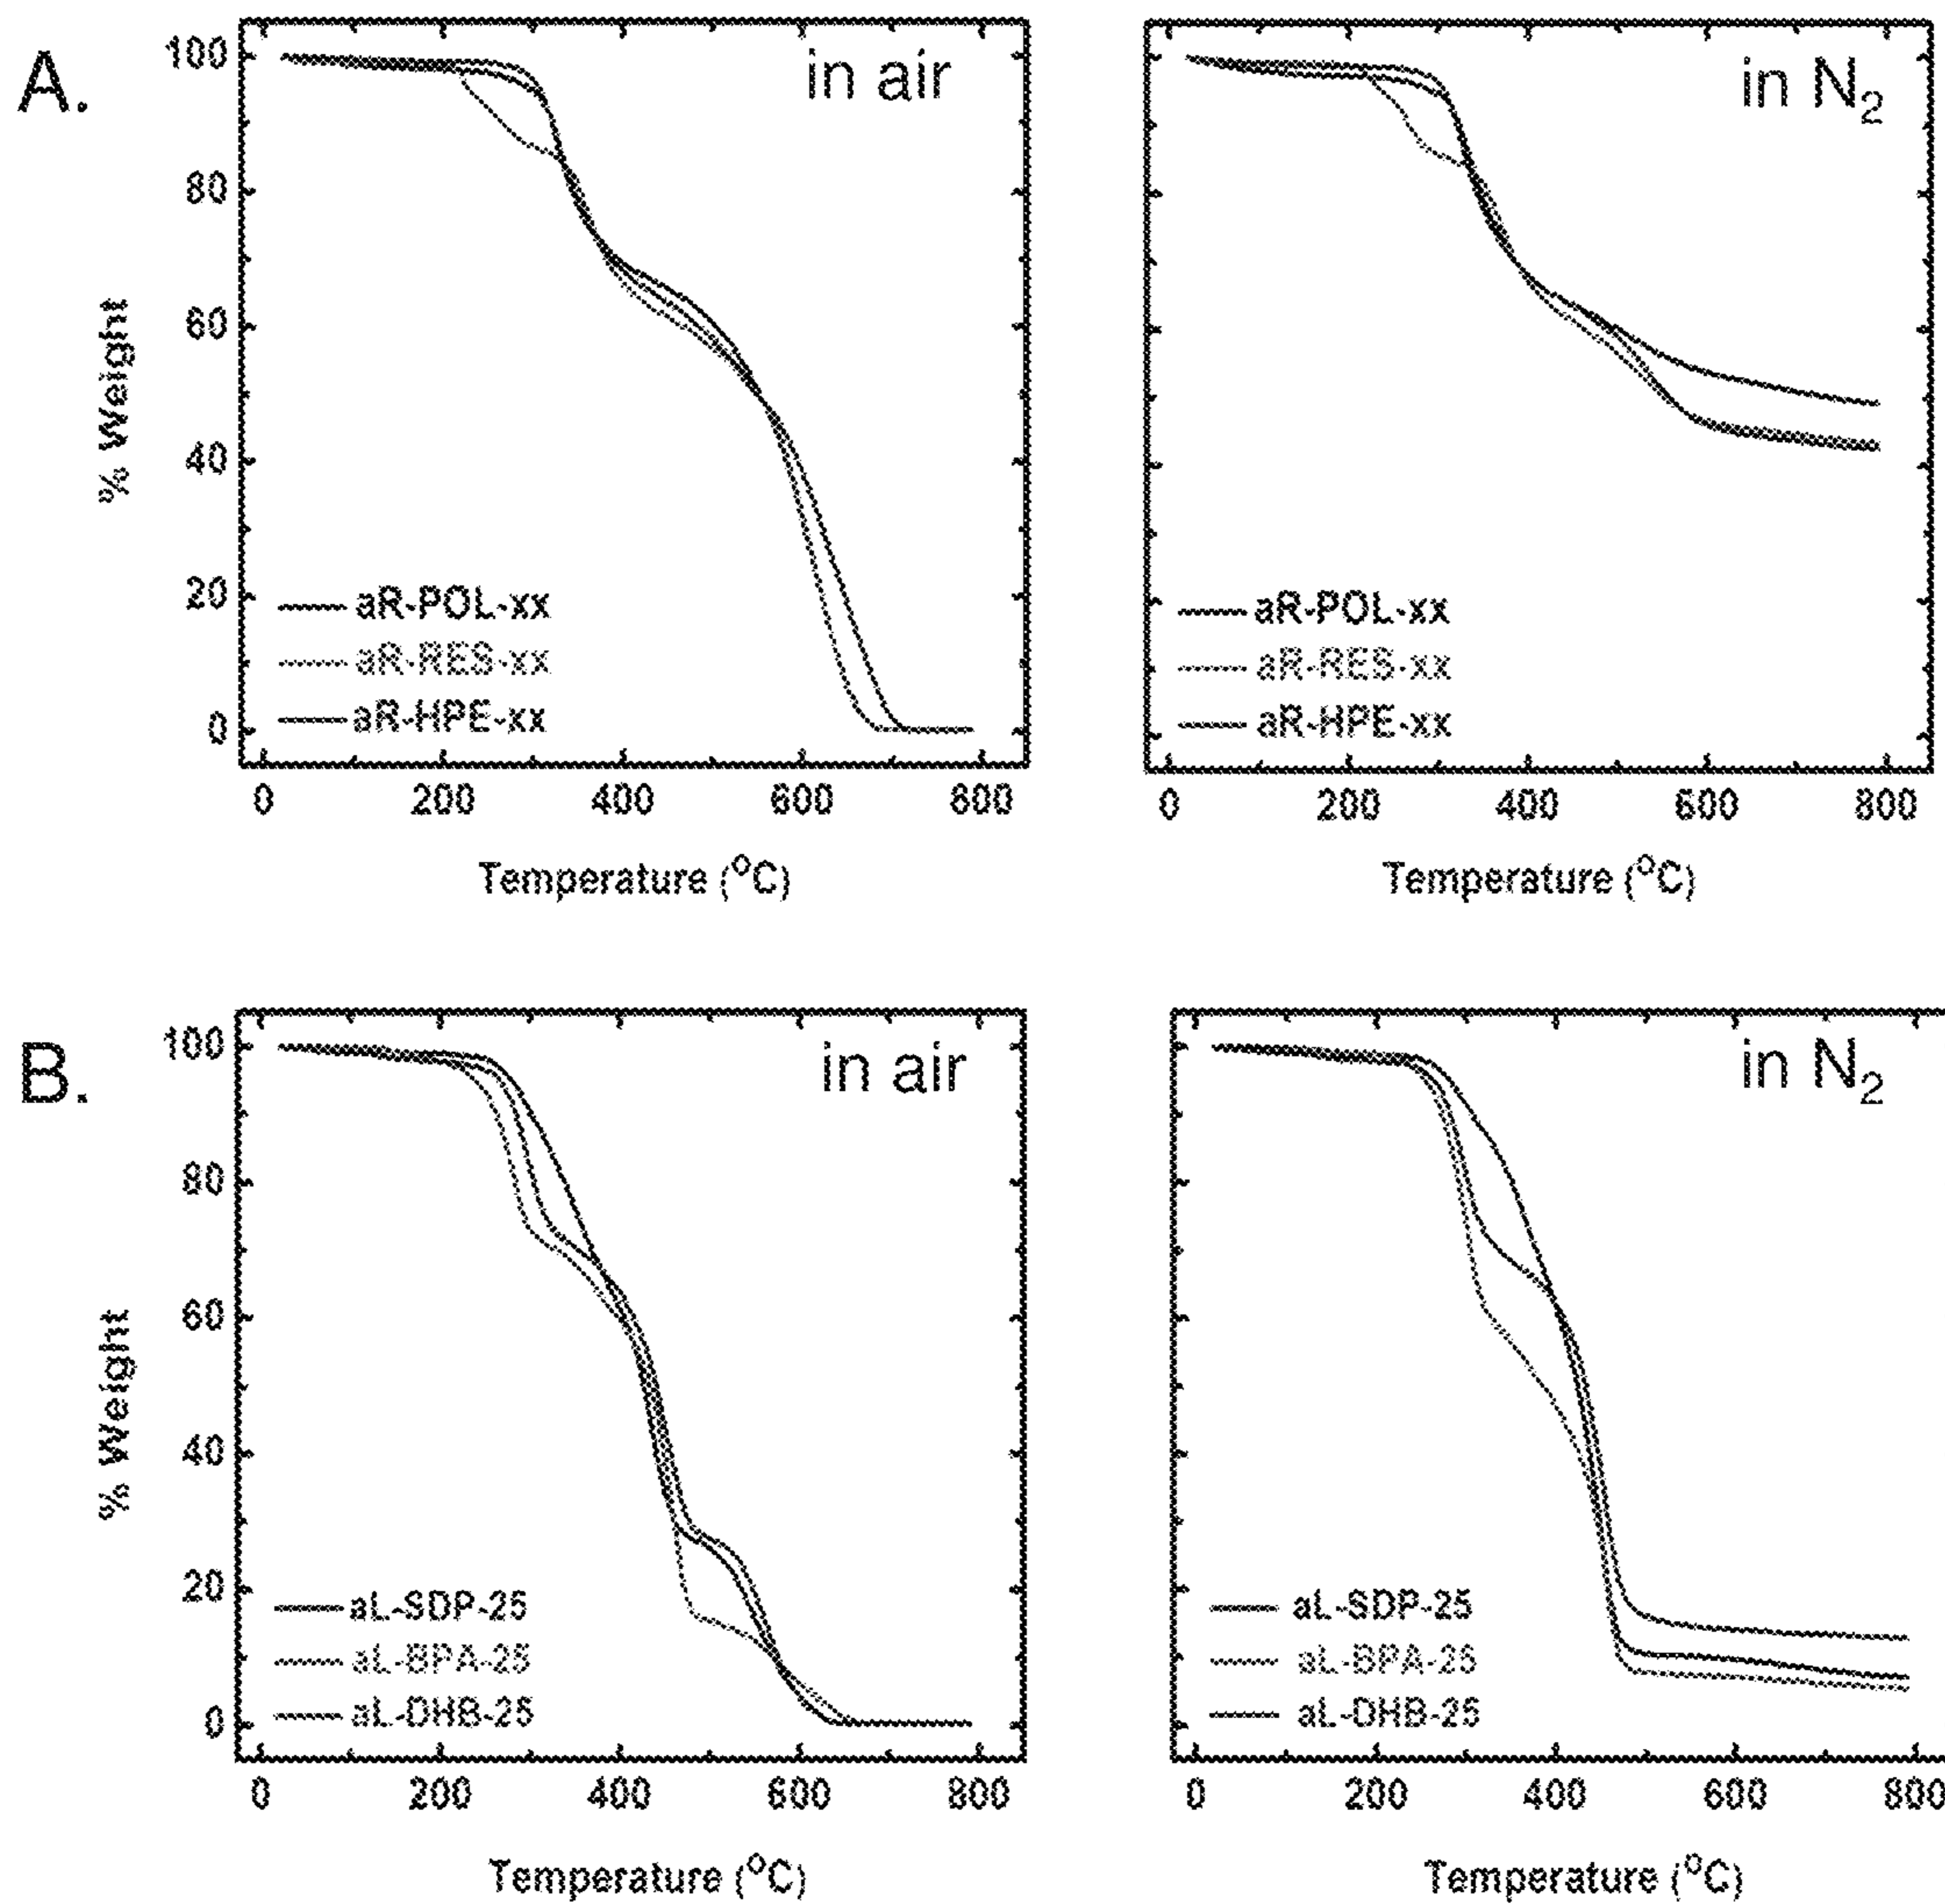 A.
in air
in N2
100
80
60
40
20
0
% Weight
aR-POL-xx
aR-RES-xx
aR-HPE-xx
aR-POL-xx
aR-RES-xx
aR-HPE-xx
0 200 400 600 800
0 200 400 600 800
Temperature (°C)
Temperature (°C)
B.
in air
in N2
100
80
60
40
20
0
% Weight
aL-SDP-25
aL-BPA-25
aL-DHB-25
aL-SDP-25
aL-BPA-25
aL-DHB-25
0 200 400 600 800
0 200 400 600 800
Temperature (°C)
Temperature (°C)